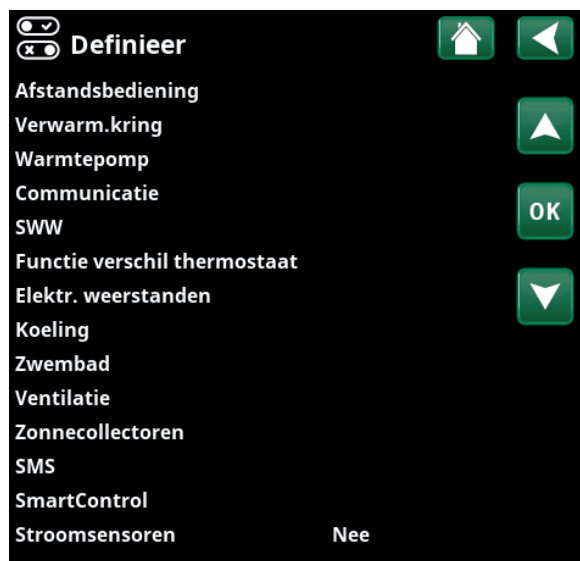 Definieer
Afstandsbediening
Verwarm.kring
Warmtepomp
Communicatie
OK
SWW
Functie verschil thermostaat
Elektr. weerstanden
Koeling
Zwembad
Ventilatie
Zonnecollectoren
SMS
SmartControl
Stroomsensoren Nee